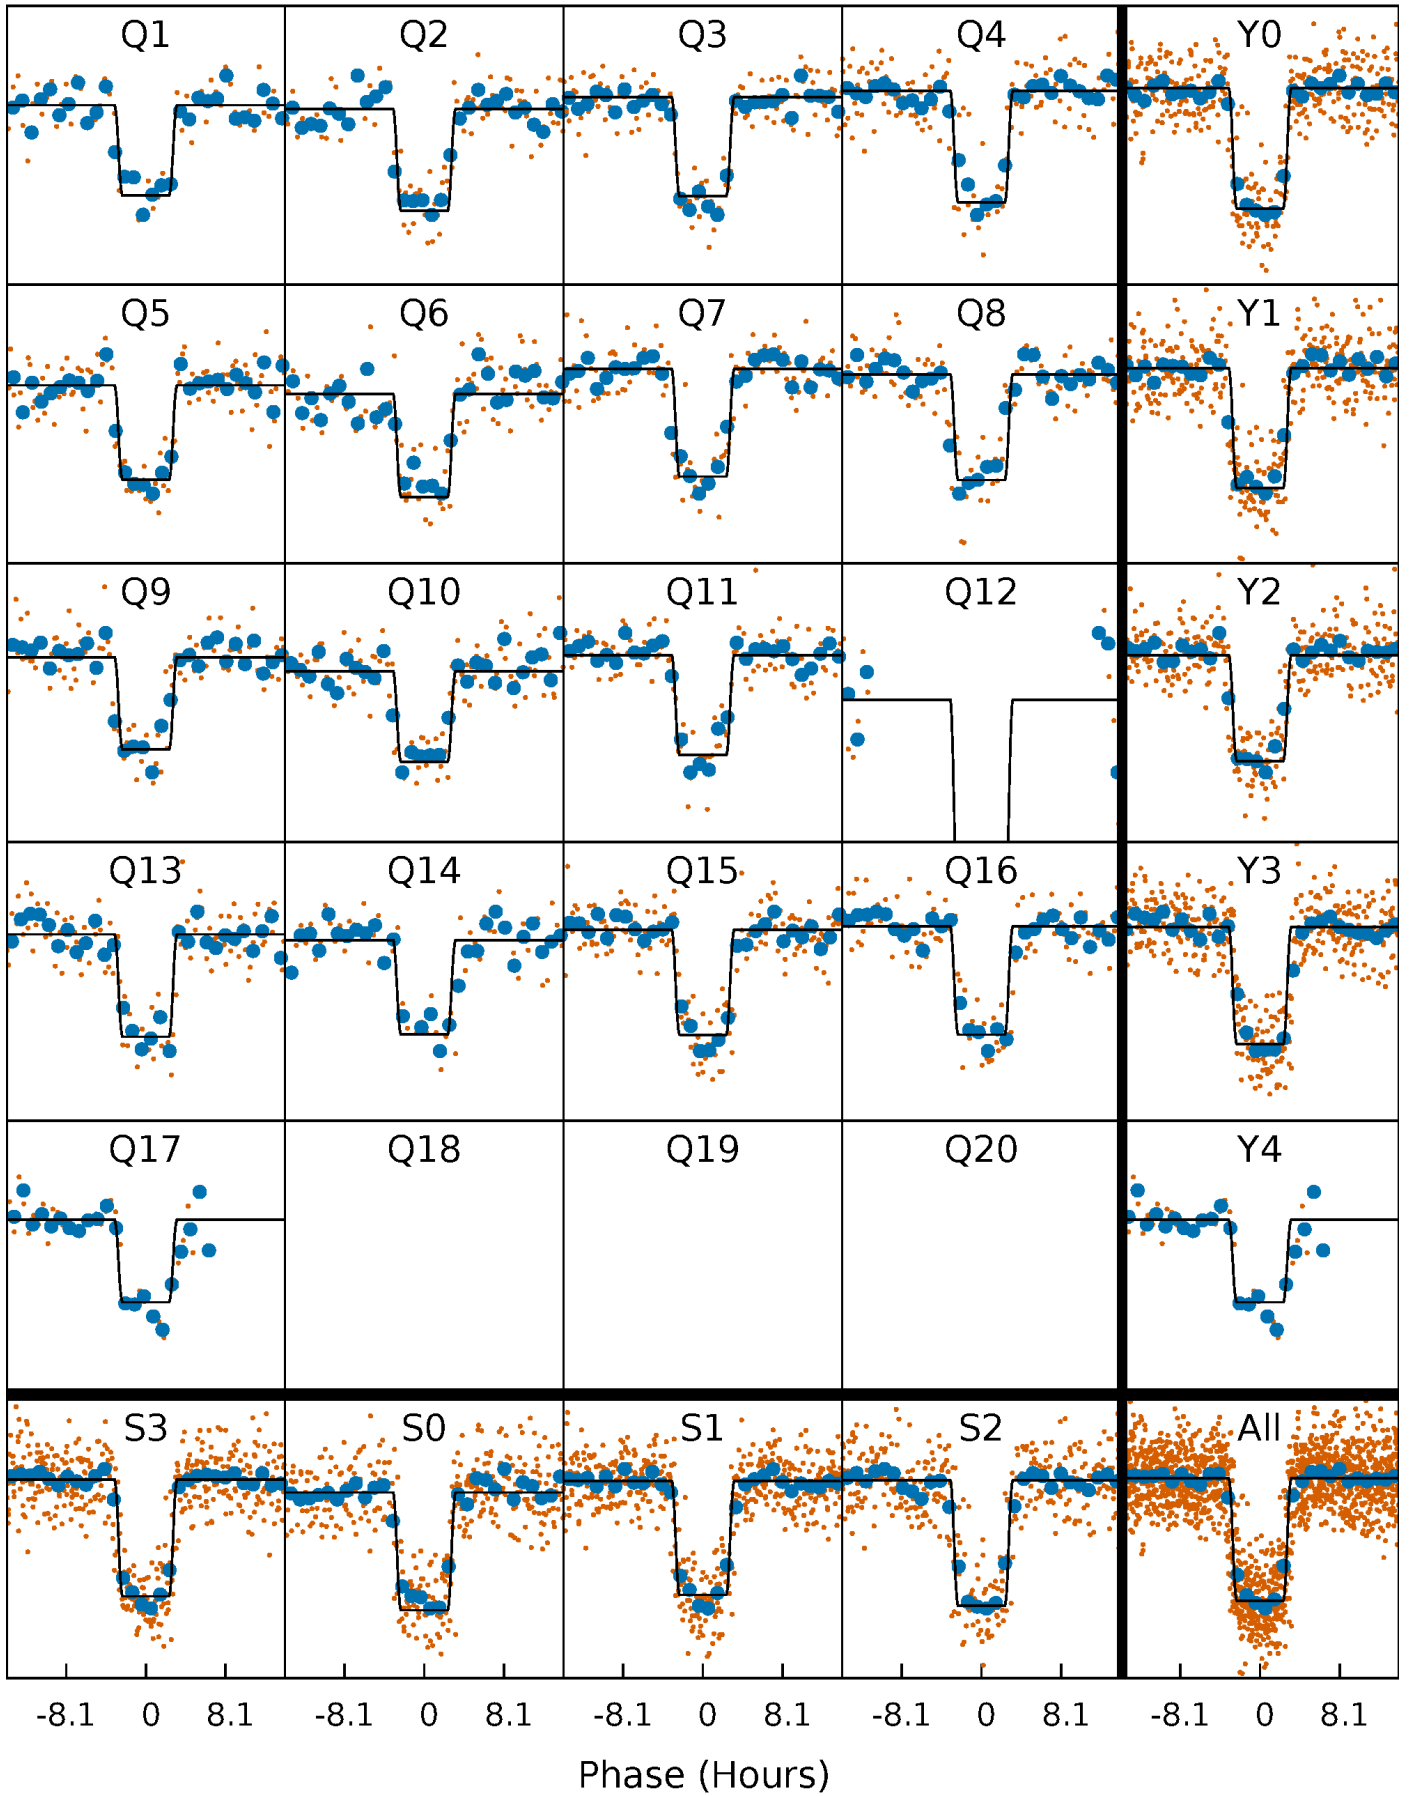 Q1 Q2 Q3 Q4 Y0
Q5 Q6 Q7 Q8 Y1
Q9 Q10 Q11 Q12 Y2
Q13 Q14 Q15 Q16 Y3
Q17 Q18 Q19 Q20 Y4
S3 S0 S1 S2 All
-8.1 0 8.1 -8.1 0 8.1 -8.1 0 8.1 -8.1 0 8.1 -8.1 0 8.1
Phase (Hours)